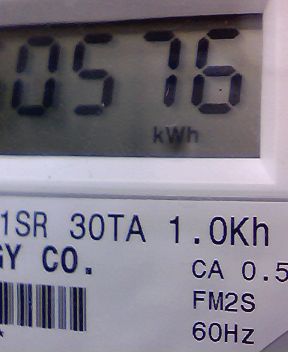 0576
kWh
1SR 30TA 1.0Kh
GY CO.
CA 0.5
FM2S
60Hz